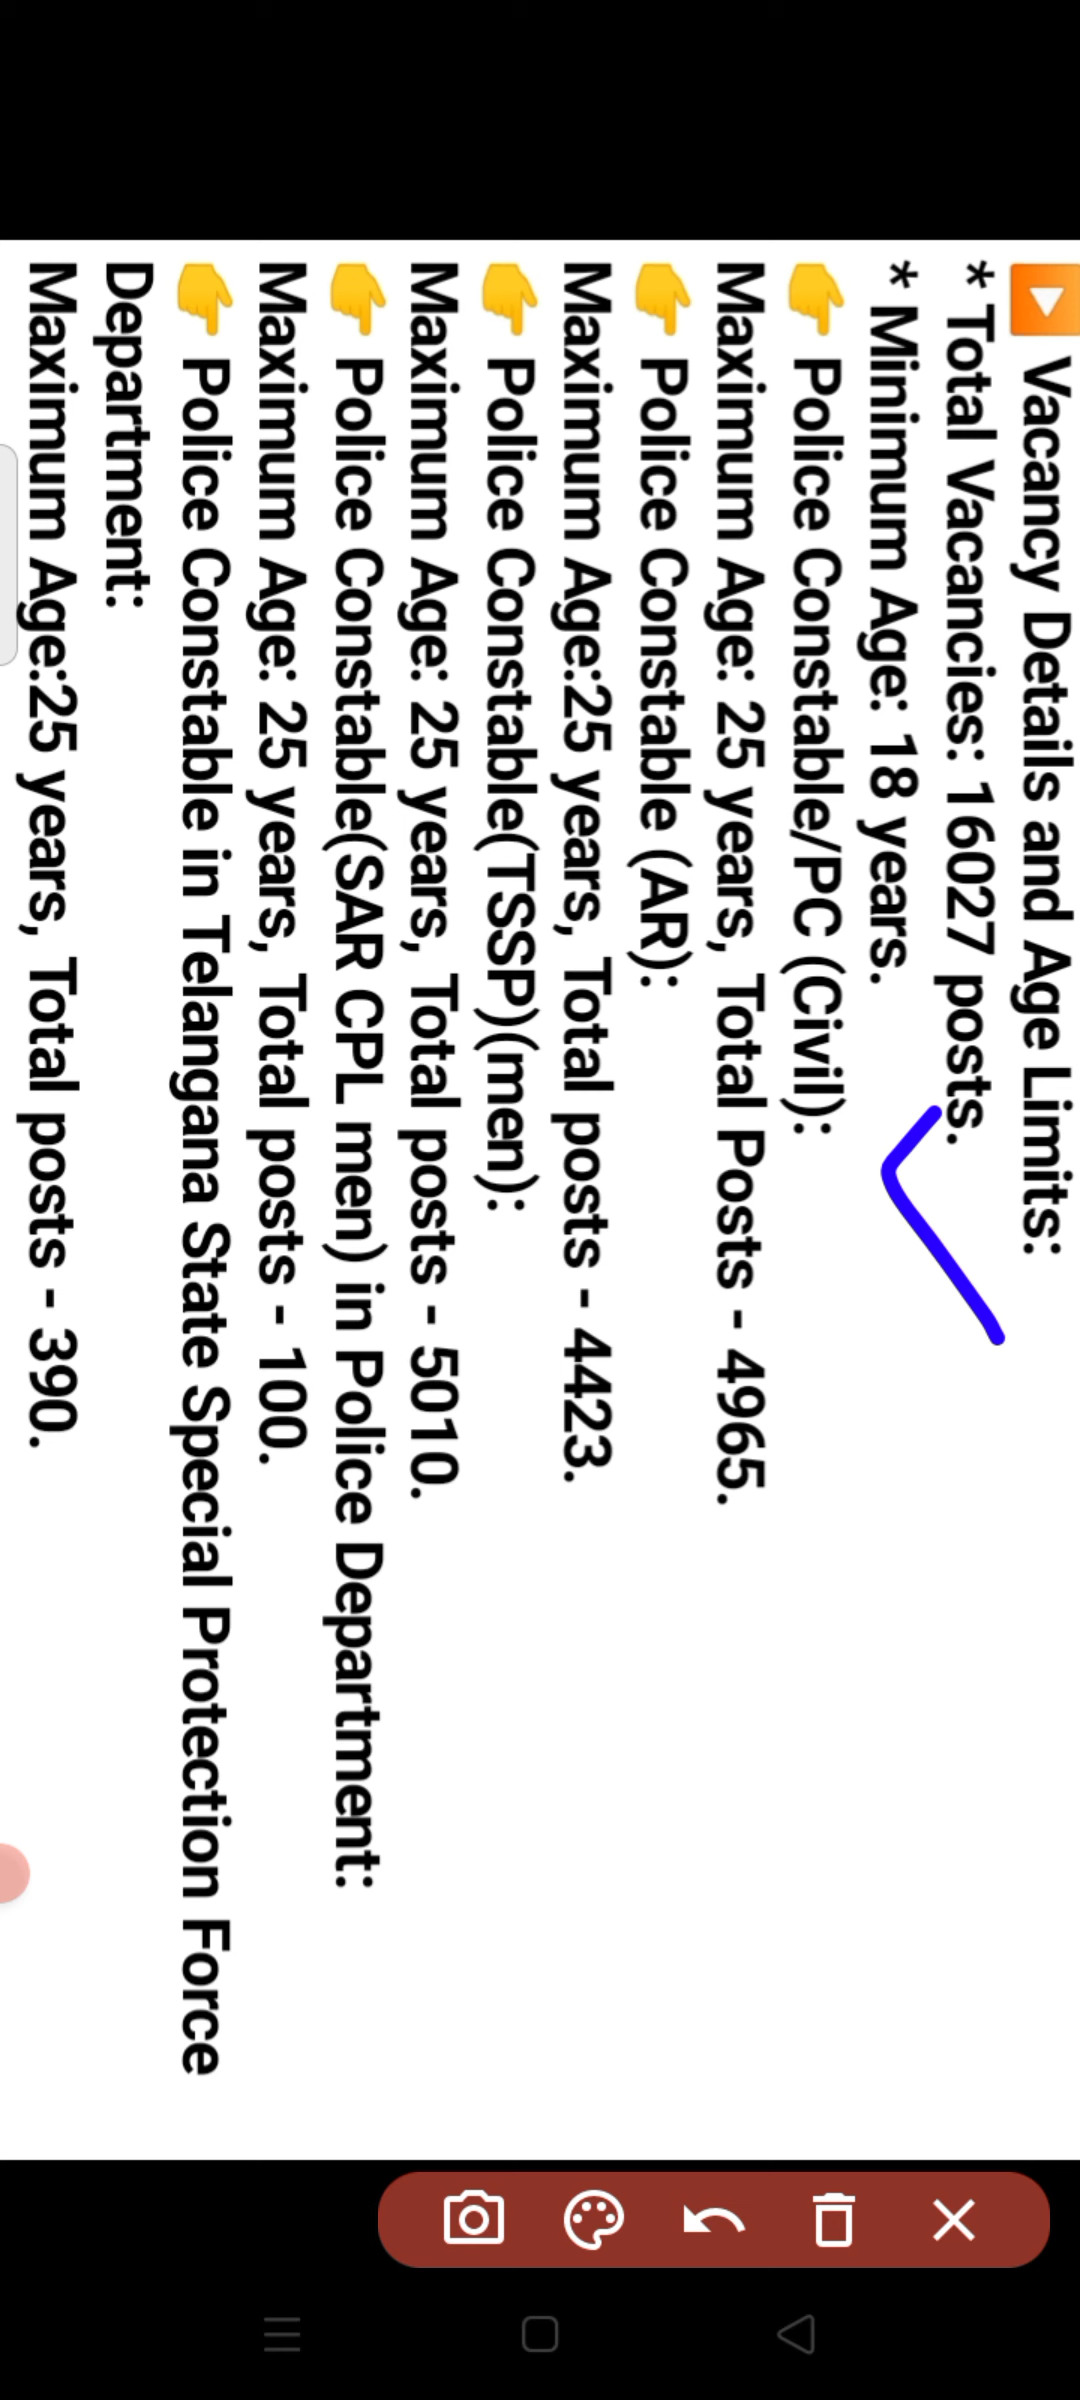 🔽 Vacancy Details and Age Limits:
* Total Vacancies: 16027 posts.
* Minimum Age: 18 years.
👉 Police Constable/PC (Civil):
Maximum Age: 25 years, Total Posts - 4965.
👉 Police Constable (AR):
Maximum Age:25 years, Total posts - 4423.
👉 Police Constable(TSSP)(men):
Maximum Age: 25 years, Total posts - 5010.
👉 Police Constable(SAR CPL men) in Police Department:
Maximum Age: 25 years, Total posts - 100.
👉 Police Constable in Telangana State Special Protection Force
Department:
Maximum Age:25 years, Total posts - 390.